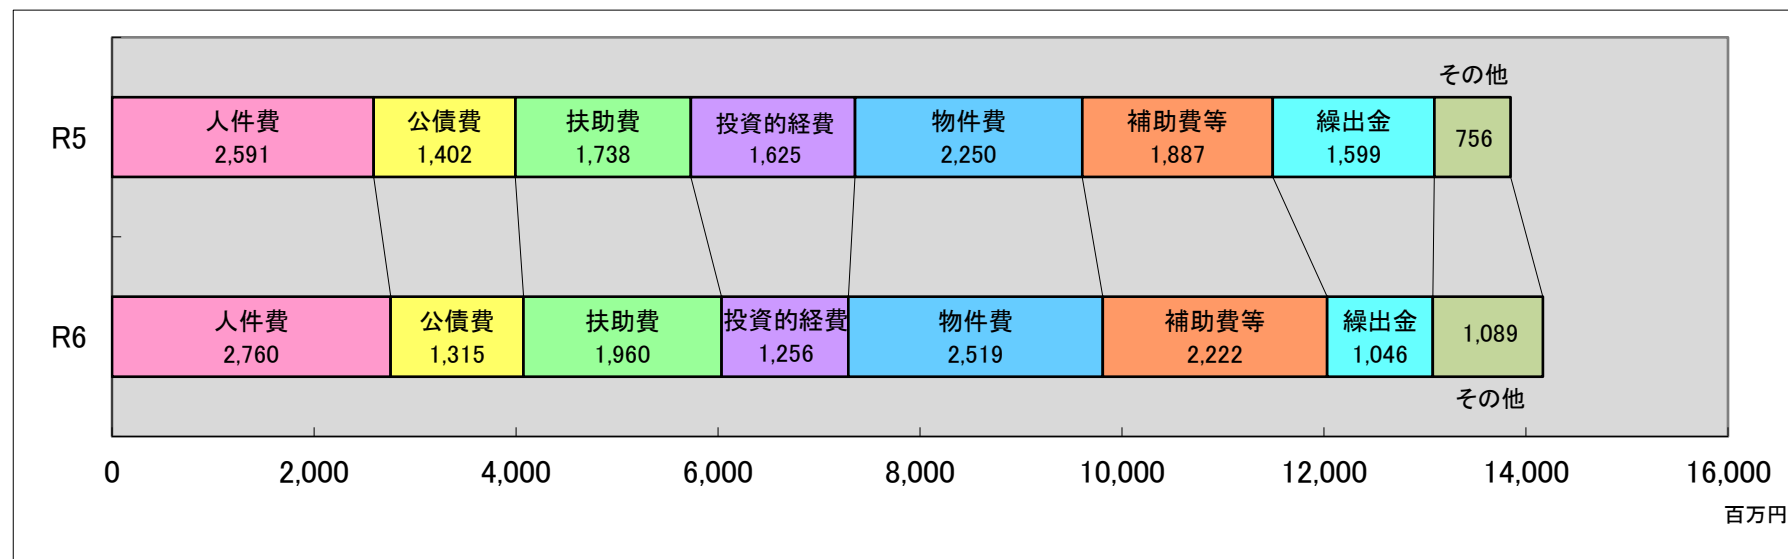 その他
人件費 公債費 扶助費 投資的経費 物件費 補助費等 繰出金
R5 2,591 1,402 1,738 1,625 2,250 1,887 1,599 756
人件費 公債費 扶助費 投資的経費 物件費 補助費等 繰出金
R6 2,760 1,315 1,960 1,256 2,519 2,222 1,046 1,089
その他
0 2,000 4,000 6,000 8,000 10,000 12,000 14,000 16,000
百万円